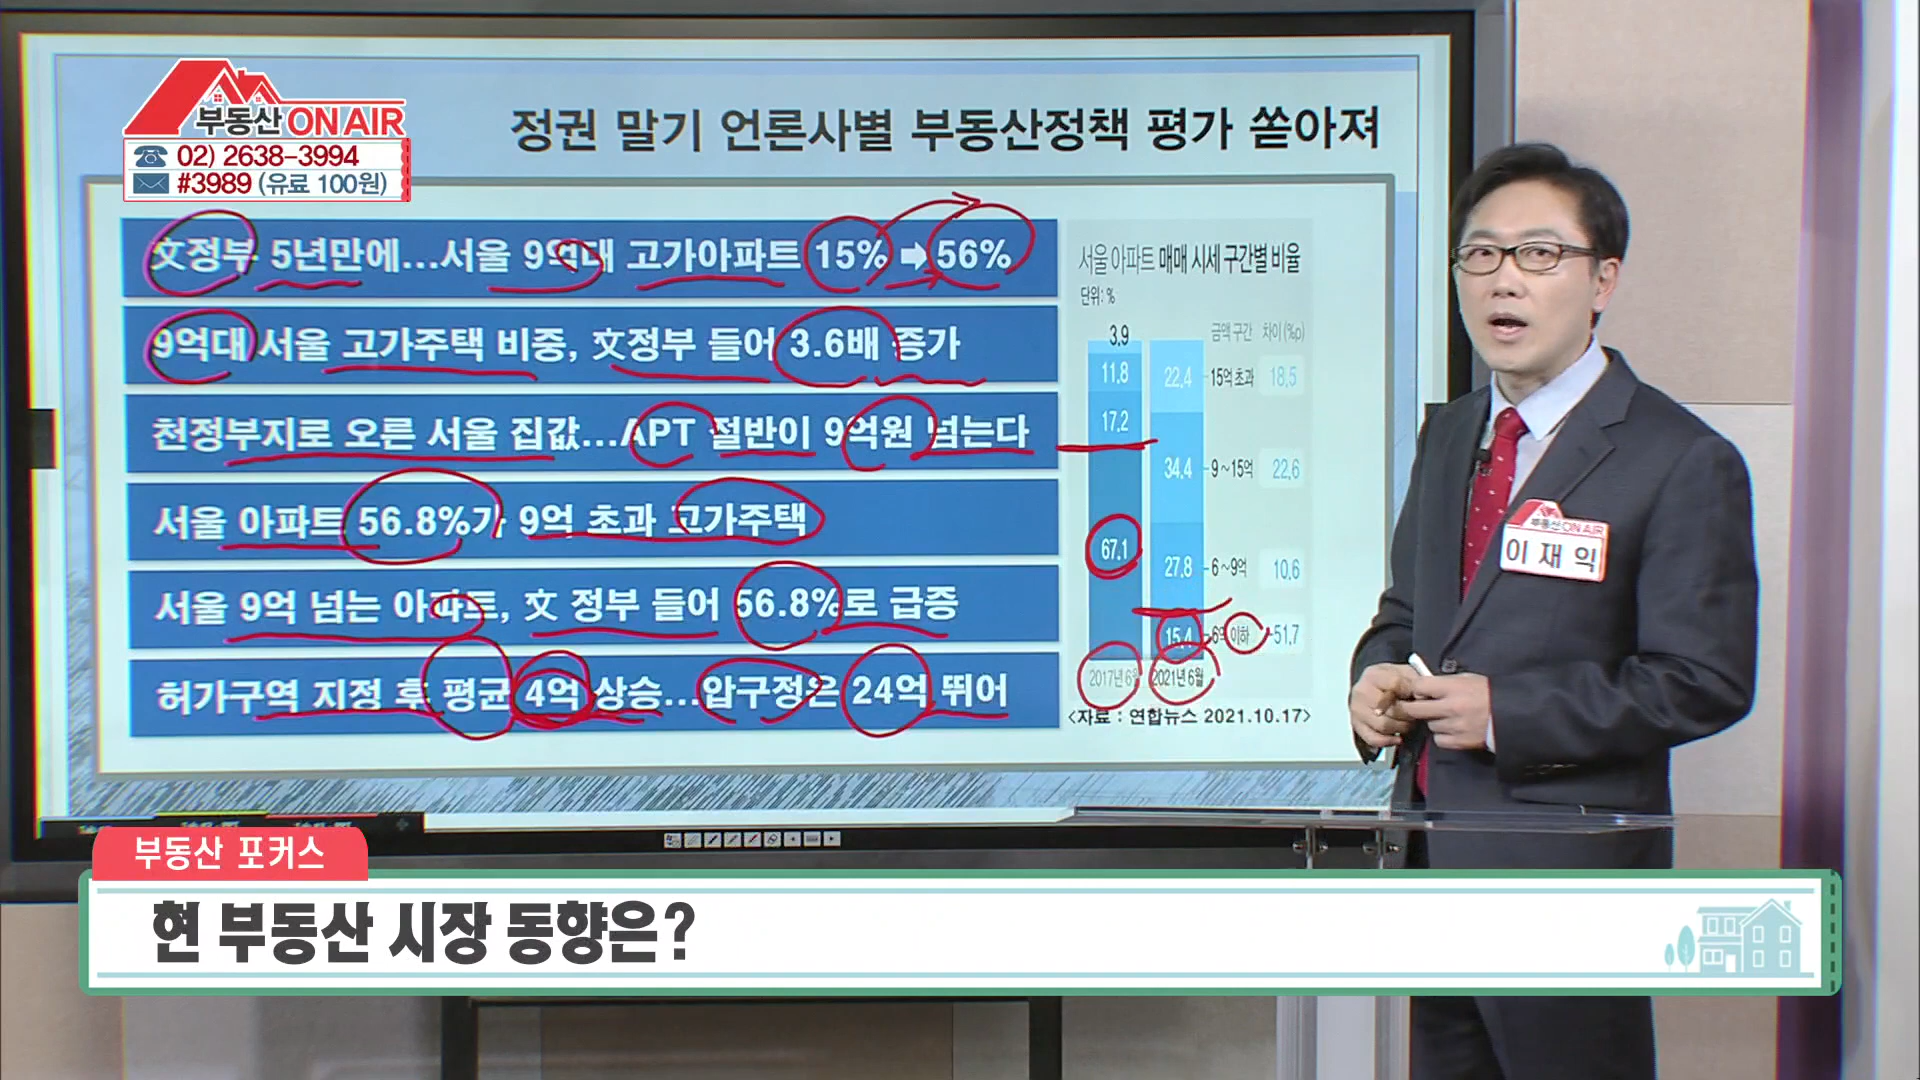 부동산 ON AIR
02) 2638-3994
#3989 (유료 100원)
정권 말기 언론사별 부동산정책 평가 쏟아져
文정부 5년만에...서울 9억대 고가아파트 15% ➡ 56%
9억대 서울 고가주택 비중, 文정부 들어 3.6배 증가
천정부지로 오른 서울 집값...APT 절반이 9억원 넘는다
서울 아파트 56.8%가 9억 초과 고가주택
서울 9억 넘는 아파트, 文 정부 들어 56.8%로 급증
허가구역 지정 후 평균 4억 상승...압구정은 24억 뛰어
서울 아파트 매매 시세 구간별 비율
단위: %
금액 구간 차이 (%p)
3.9
11.8 22.4 15억 초과 18.5
17.2 34.4 9~15억 22.6
67.1 27.8 6~9억 10.6
15.4 6억 이하 -51.7
2017년 6월 2021년 6월
<자료 : 연합뉴스 2021.10.17>
부동산 ON AIR
이재익
부동산 포커스
현 부동산 시장 동향은?